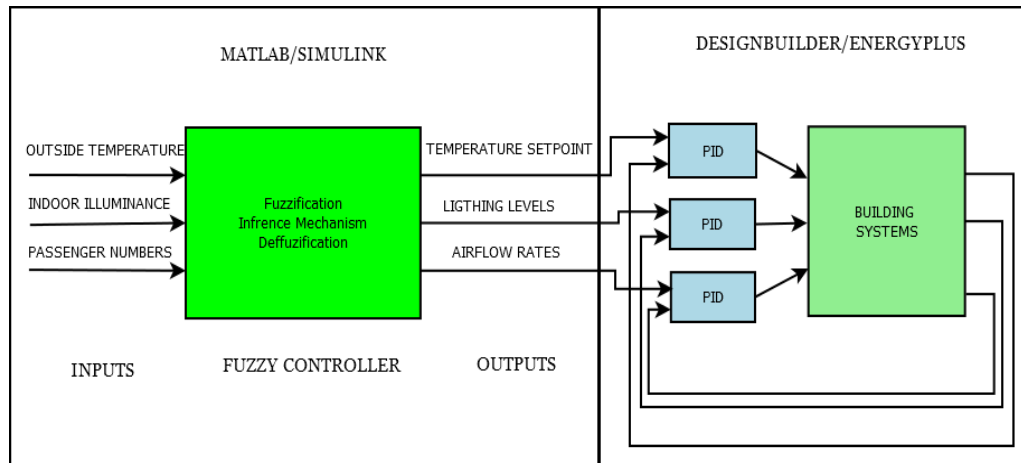 MATLAB/SIMULINK
DESIGNBUILDER/ENERGYPLUS
OUTSIDE TEMPERATURE
INDOOR ILLUMINANCE
PASSENGER NUMBERS
Fuzzification
Infrence Mechanism
Deffuzification
TEMPERATURE SETPOINT
LIGTHING LEVELS
AIRFLOW RATES
PID
PID
PID
BUILDING
SYSTEMS
INPUTS
FUZZY CONTROLLER
OUTPUTS